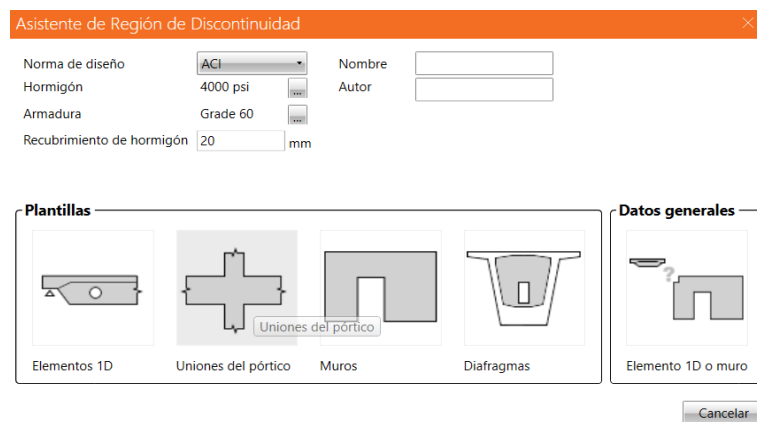 Asistente de Región de Discontinuidad
Norma de diseño ACI Nombre
Hormigón 4000 psi ... Autor
Armadura Grade 60 ...
Recubrimiento de hormigón 20 mm
Plantillas Datos generales
?
Uniones del pórtico
Elementos 1D Uniones del pórtico Muros Diafragmas Elemento 1D o muro
Cancelar